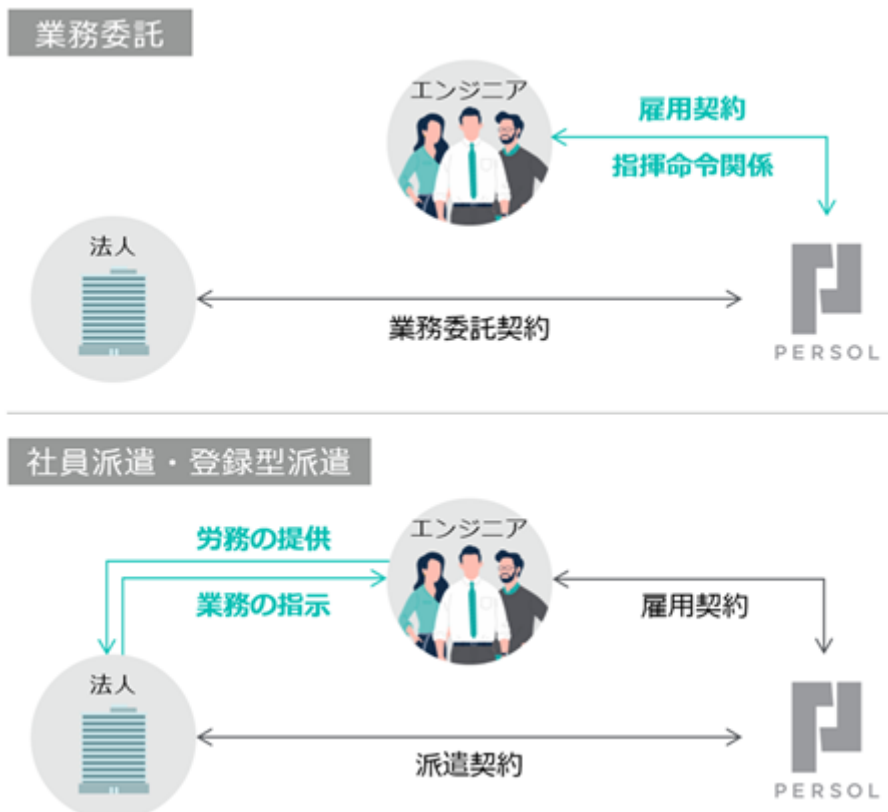 業務委託
エンジニア
雇用契約
指揮命令関係
法人
業務委託契約
PERSOL
社員派遣・登録型派遣
エンジニア
労務の提供
業務の指示
雇用契約
法人
派遣契約
PERSOL